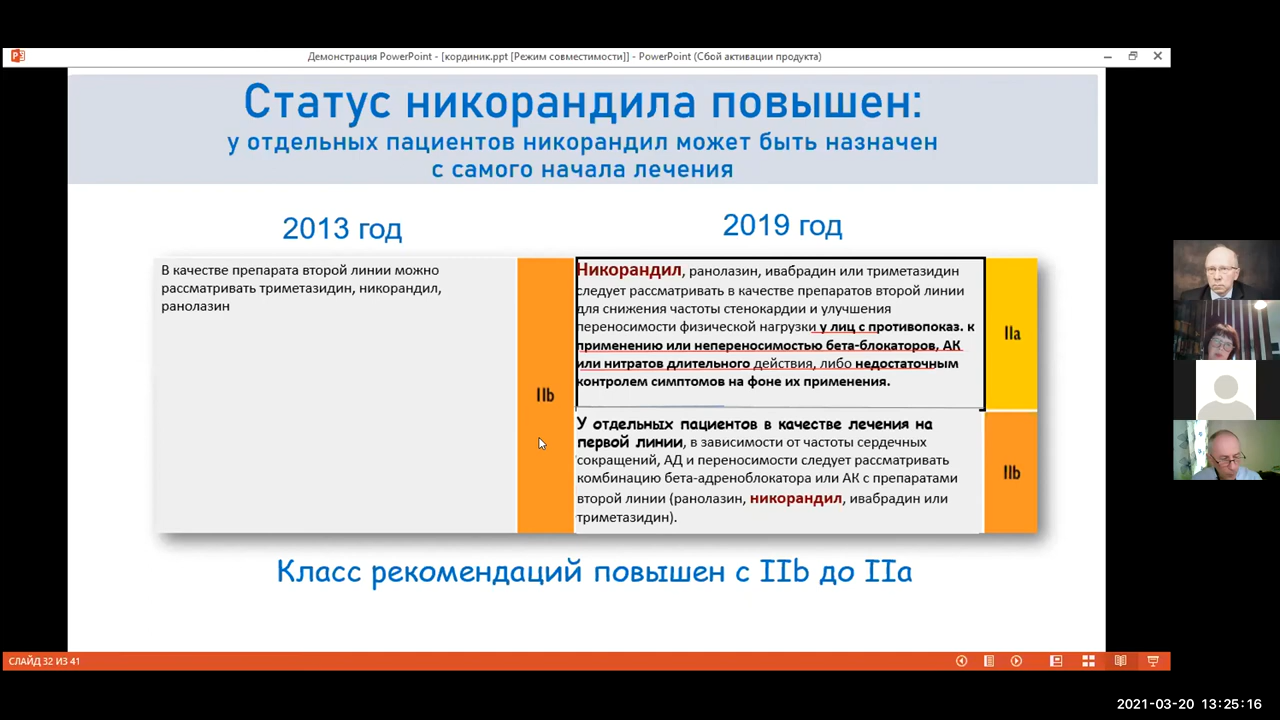 Демонстрация PowerPoint - [кординик.ppt [Режим совместимости]] - PowerPoint (Сбой активации продукта)
Статус никорандила повышен:
у отдельных пациентов никорандил может быть назначен
с самого начала лечения
2013 год
2019 год
В качестве препарата второй линии можно
рассматривать триметазидин, никорандил,
ранолазин
IIb
Никорандил, ранолазин, ивабрадин или триметазидин
следует рассматривать в качестве препаратов второй линии
для снижения частоты стенокардии и улучшения
переносимости физической нагрузки у лиц с противопоказ. к
применению или непереносимостью бета-блокаторов, АК
или нитратов длительного действия, либо недостаточным
контролем симптомов на фоне их применения.
IIa
У отдельных пациентов в качестве лечения на
первой линии, в зависимости от частоты сердечных
сокращений, АД и переносимости следует рассматривать
комбинацию бета-адреноблокатора или АК с препаратами
второй линии (ранолазин, никорандил, ивабрадин или
триметазидин).
IIb
Класс рекомендаций повышен с IIb до IIa
СЛАЙД 32 ИЗ 41
2021-03-20 13:25:16